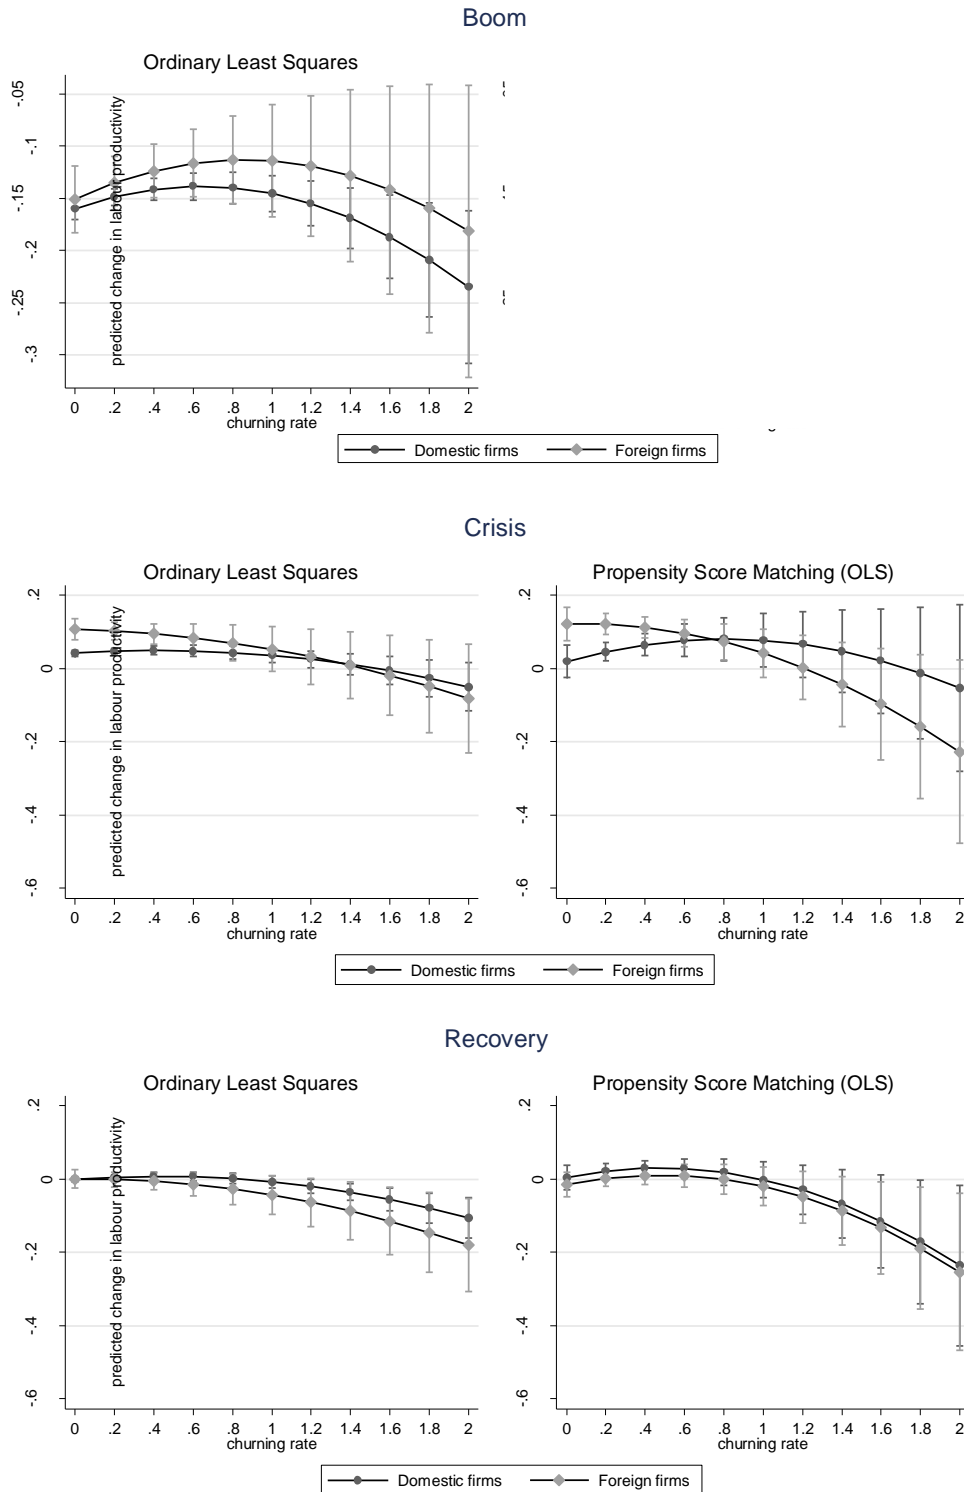 Boom
Ordinary Least Squares
predicted change in labour productivity
-.05
-.1
-.15
-.2
-.25
-.3
0 .2 .4 .6 .8 1 1.2 1.4 1.6 1.8 2
churning rate
Domestic firms Foreign firms
Crisis
Ordinary Least Squares
predicted change in labour productivity
.2
0
-.2
-.4
-.6
0 .2 .4 .6 .8 1 1.2 1.4 1.6 1.8 2
churning rate
Propensity Score Matching (OLS)
.2
0
-.2
-.4
-.6
0 .2 .4 .6 .8 1 1.2 1.4 1.6 1.8 2
churning rate
Domestic firms Foreign firms
Recovery
Ordinary Least Squares
predicted change in labour productivity
.2
0
-.2
-.4
-.6
0 .2 .4 .6 .8 1 1.2 1.4 1.6 1.8 2
churning rate
Propensity Score Matching (OLS)
.2
0
-.2
-.4
-.6
0 .2 .4 .6 .8 1 1.2 1.4 1.6 1.8 2
churning rate
Domestic firms Foreign firms